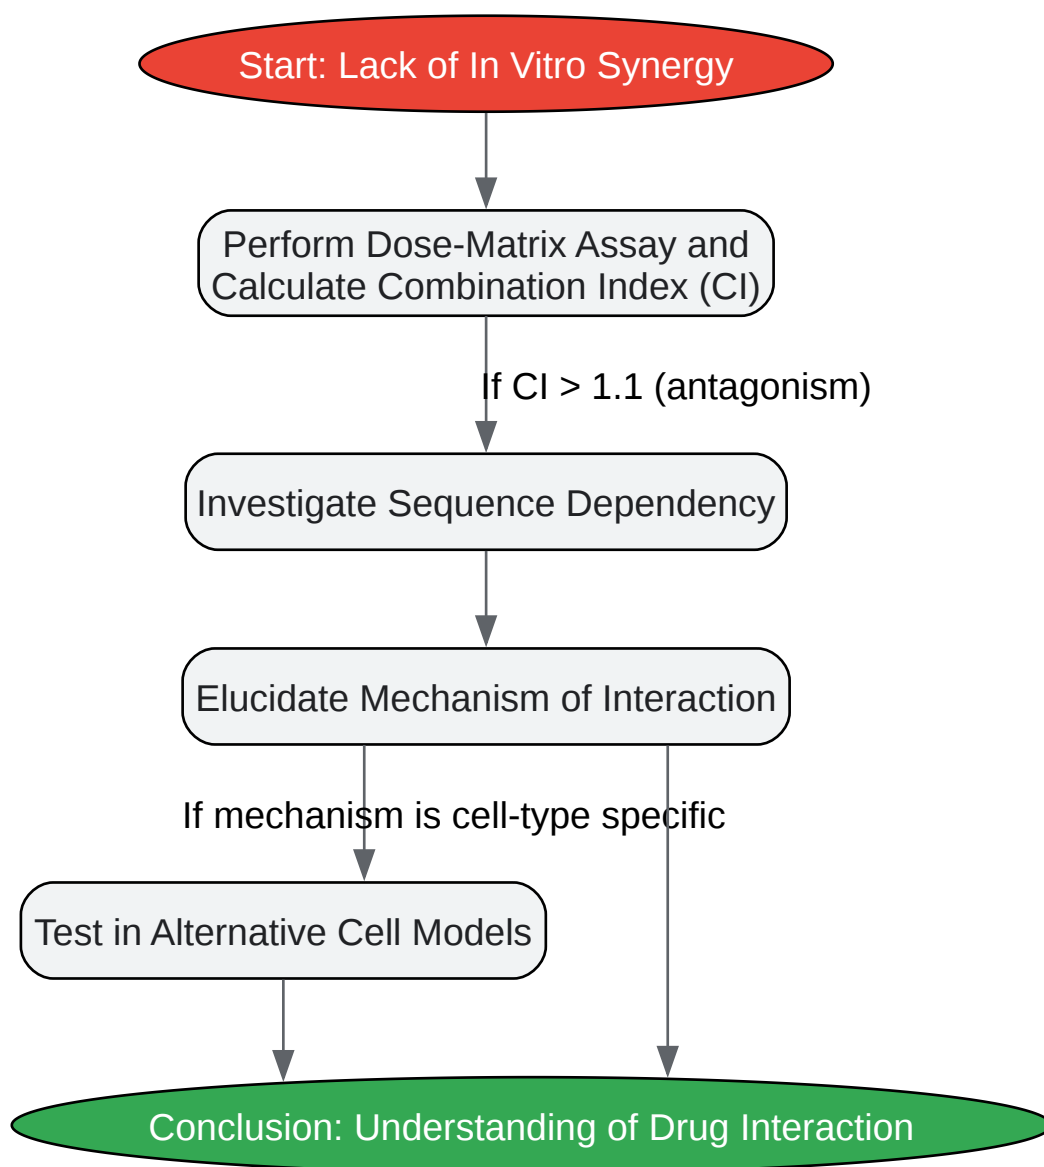 Start: Lack of In Vitro Synergy
Perform Dose-Matrix Assay and
Calculate Combination Index (CI)
If CI > 1.1 (antagonism)
Investigate Sequence Dependency
Elucidate Mechanism of Interaction
If mechanism is cell-type specific
Test in Alternative Cell Models
Conclusion: Understanding of Drug Interaction